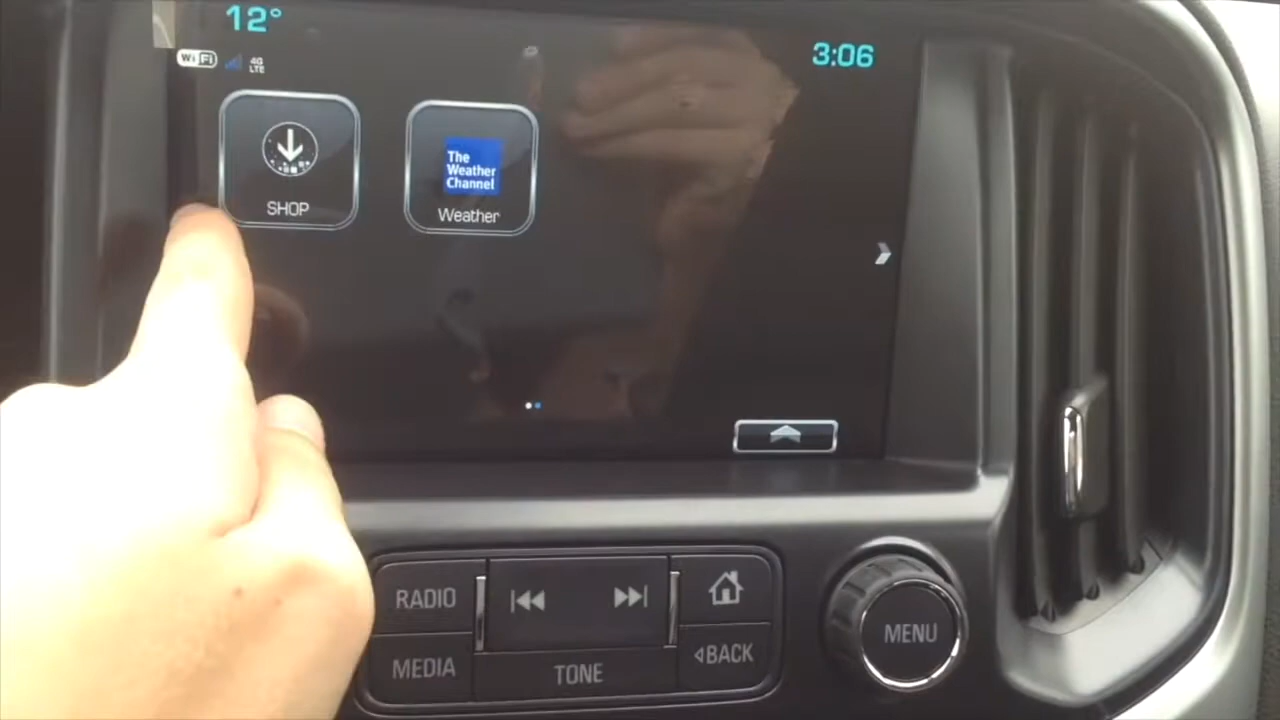 12°
3:06
WiFi
4G
LTE
SHOP
The
Weather
Channel
Weather
RADIO
MEDIA
TONE
BACK
MENU